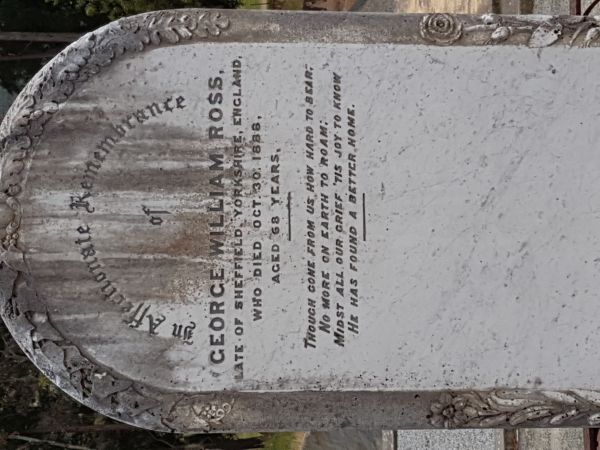 In Affectionate Remembrance
of
GEORGE WILLIAM ROSS,
LATE OF SHEFFIELD, YORKSHIRE, ENGLAND,
WHO DIED OCT. 30. 1888,
AGED 68 YEARS.
THOUGH GONE FROM US, HOW HARD TO BEAR;
NO MORE ON EARTH TO ROAM;
MIDST ALL OUR GRIEF 'TIS JOY TO KNOW
HE HAS FOUND A BETTER HOME.